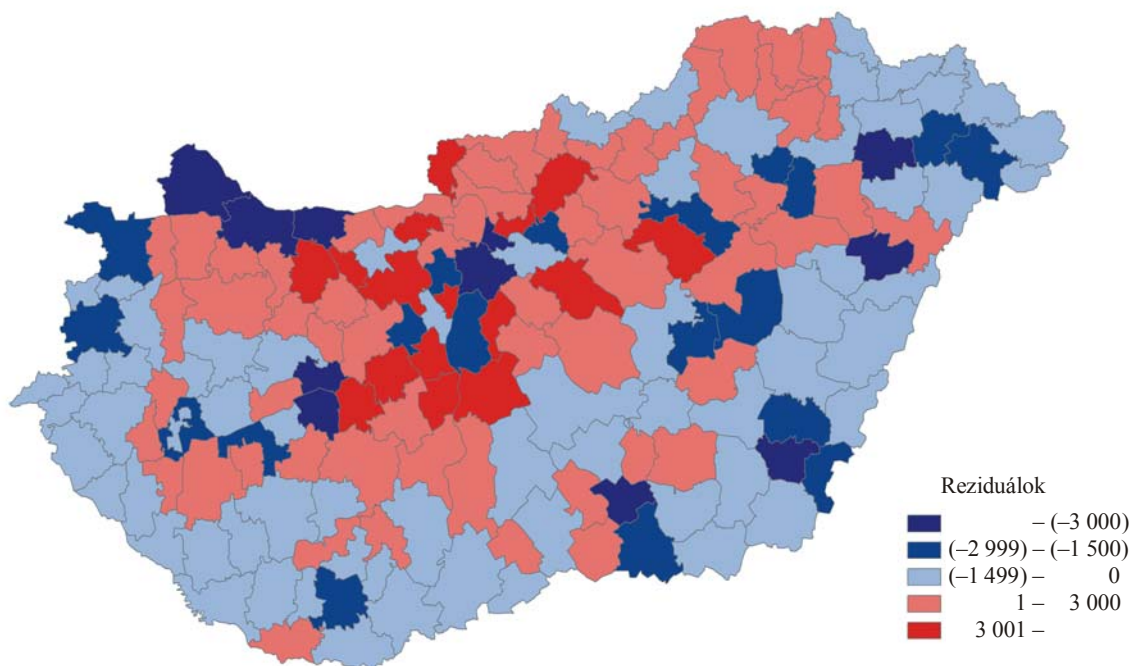 Reziduálok
– (–3 000)
(–2 999) – (–1 500)
(–1 499) – 0
1 – 3 000
3 001 –